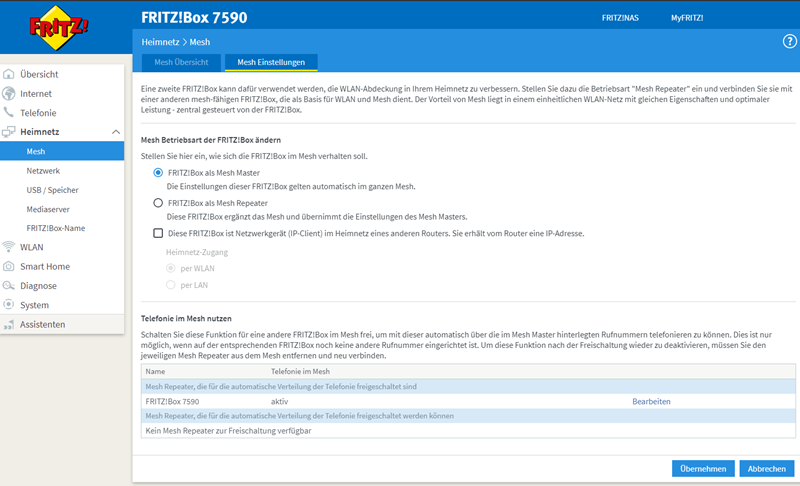 FRITZ!
FRITZ!Box 7590
FRITZ!NAS
MyFRITZ!
Heimnetz > Mesh
?
Mesh Übersicht
Mesh Einstellungen
Übersicht
Internet
Telefonie
Heimnetz
Mesh
Netzwerk
USB / Speicher
Mediaserver
FRITZ!Box-Name
WLAN
Smart Home
Diagnose
System
Assistenten
Eine zweite FRITZ!Box kann dafür verwendet werden, die WLAN-Abdeckung in Ihrem Heimnetz zu verbessern. Stellen Sie dazu die Betriebsart "Mesh Repeater" ein und verbinden Sie sie mit
einer anderen mesh-fähigen FRITZ!Box, die als Basis für WLAN und Mesh dient. Der Vorteil von Mesh liegt in einem einheitlichen WLAN-Netz mit gleichen Eigenschaften und optimaler
Leistung - zentral gesteuert von der FRITZ!Box.
Mesh Betriebsart der FRITZ!Box ändern
Stellen Sie hier ein, wie sich die FRITZ!Box im Mesh verhalten soll.
FRITZ!Box als Mesh Master
Die Einstellungen dieser FRITZ!Box gelten automatisch im ganzen Mesh.
FRITZ!Box als Mesh Repeater
Diese FRITZ!Box ergänzt das Mesh und übernimmt die Einstellungen des Mesh Masters.
Diese FRITZ!Box ist Netzwerkgerät (IP-Client) im Heimnetz eines anderen Routers. Sie erhält vom Router eine IP-Adresse.
Heimnetz-Zugang
per WLAN
per LAN
Telefonie im Mesh nutzen
Schalten Sie diese Funktion für eine andere FRITZ!Box im Mesh frei, um mit dieser automatisch über die im Mesh Master hinterlegten Rufnummern telefonieren zu können. Dies ist nur
möglich, wenn auf der entsprechenden FRITZ!Box noch keine andere Rufnummer eingerichtet ist. Um diese Funktion nach der Freischaltung wieder zu deaktivieren, müssen Sie den
jeweiligen Mesh Repeater aus dem Mesh entfernen und neu verbinden.
Name Telefonie im Mesh
Mesh Repeater, die für die automatische Verteilung der Telefonie freigeschaltet sind
FRITZ!Box 7590 aktiv Bearbeiten
Mesh Repeater, die für die automatische Verteilung der Telefonie freigeschaltet werden können
Kein Mesh Repeater zur Freischaltung verfügbar
Übernehmen
Abbrechen